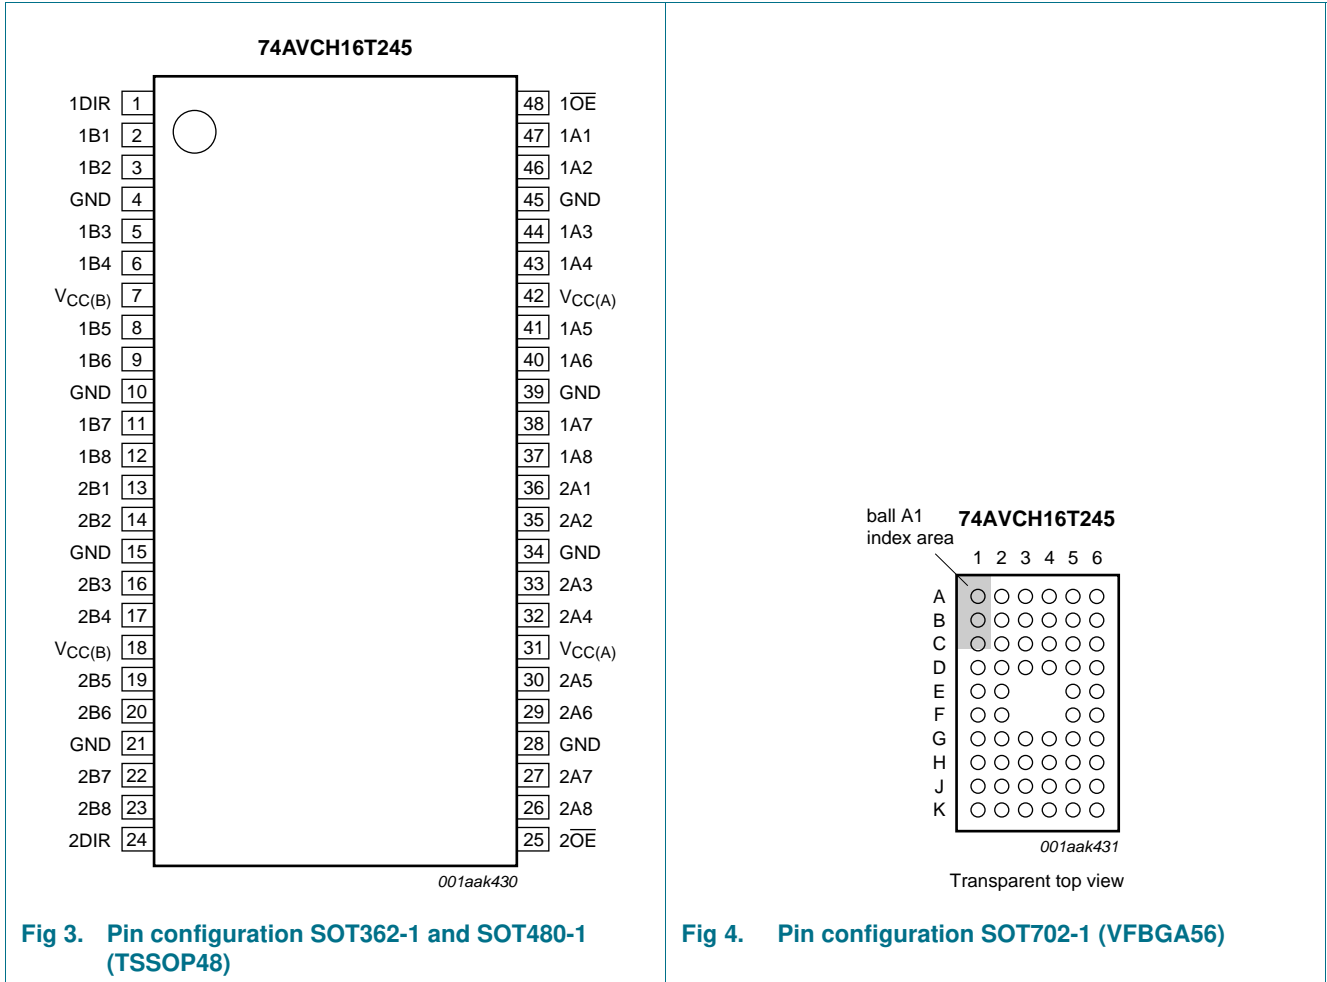 74AVCH16T245
1DIR 1 48 1OE
1B1 2 47 1A1
1B2 3 46 1A2
GND 4 45 GND
1B3 5 44 1A3
1B4 6 43 1A4
VCC(B) 7 42 VCC(A)
1B5 8 41 1A5
1B6 9 40 1A6
GND 10 39 GND
1B7 11 38 1A7
1B8 12 37 1A8
2B1 13 36 2A1
2B2 14 35 2A2
GND 15 34 GND
2B3 16 33 2A3
2B4 17 32 2A4
VCC(B) 18 31 VCC(A)
2B5 19 30 2A5
2B6 20 29 2A6
GND 21 28 GND
2B7 22 27 2A7
2B8 23 26 2A8
2DIR 24 25 2OE
001aak430
Fig 3. Pin configuration SOT362-1 and SOT480-1
(TSSOP48)
ball A1
index area
74AVCH16T245
1 2 3 4 5 6
A
B
C
D
E
F
G
H
J
K
001aak431
Transparent top view
Fig 4. Pin configuration SOT702-1 (VFBGA56)